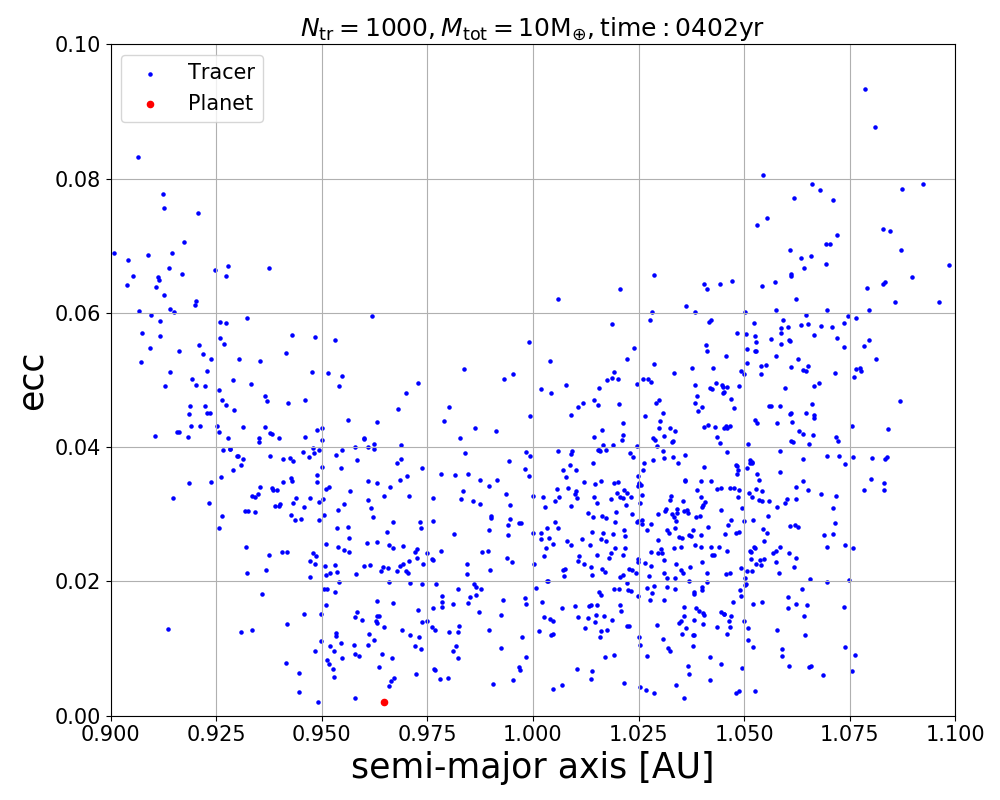 N_tr = 1000, M_tot = 10M_⊕, time : 0402yr
Tracer
Planet
ecc
0.10
0.08
0.06
0.04
0.02
0.00
0.900 0.925 0.950 0.975 1.000 1.025 1.050 1.075 1.100
semi-major axis [AU]